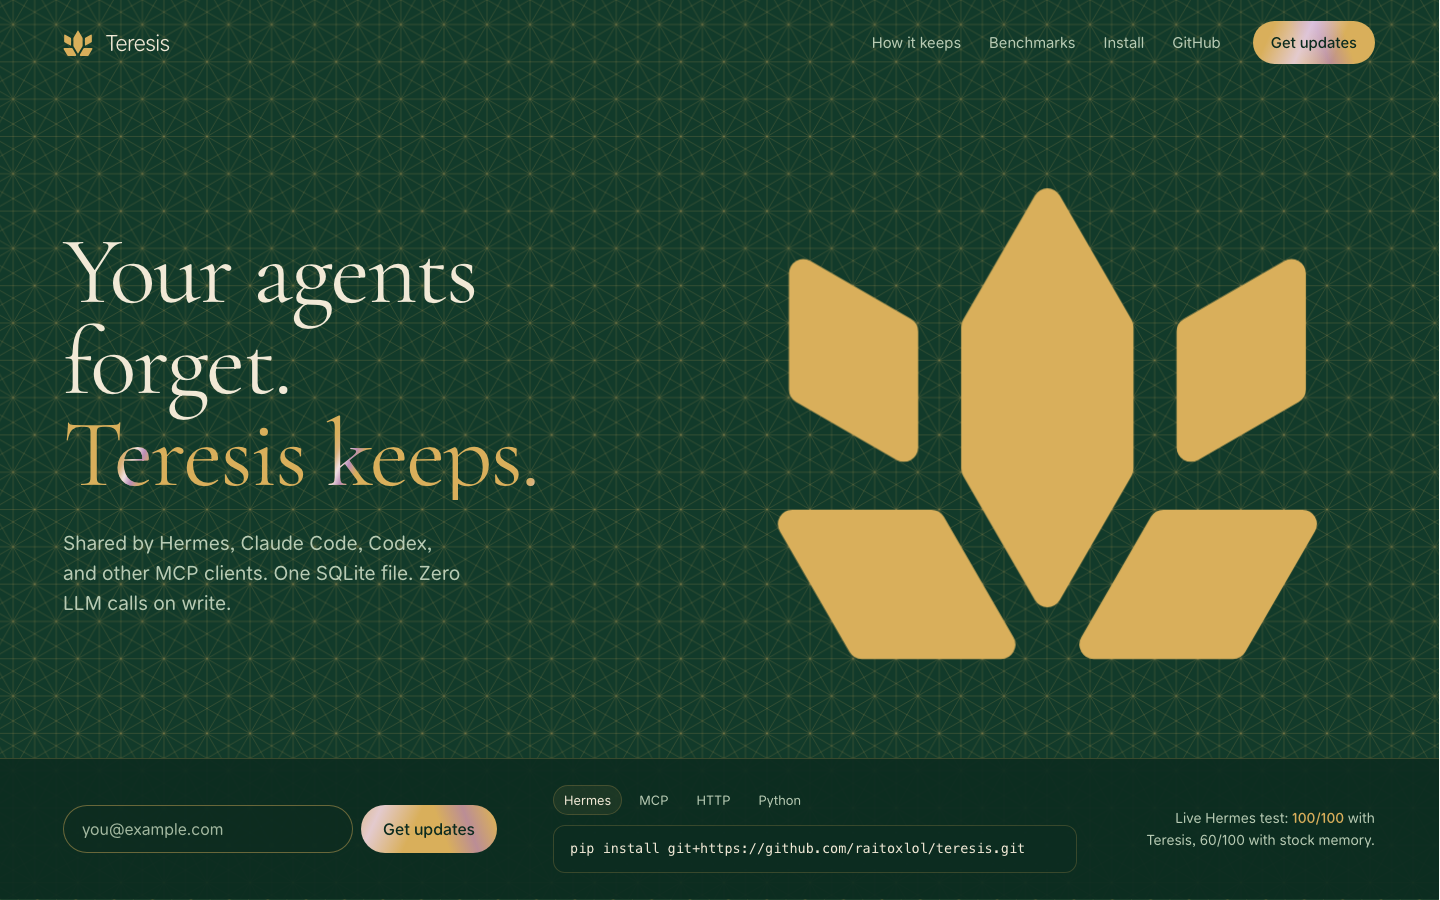 Teresis
How it keeps
Benchmarks
Install
GitHub
Get updates
Your agents
forget.
Teresis keeps.
Shared by Hermes, Claude Code, Codex,
and other MCP clients. One SQLite file. Zero
LLM calls on write.
you@example.com
Get updates
Hermes
MCP
HTTP
Python
pip install git+https://github.com/raitoxlol/teresis.git
Live Hermes test: 100/100 with
Teresis, 60/100 with stock memory.